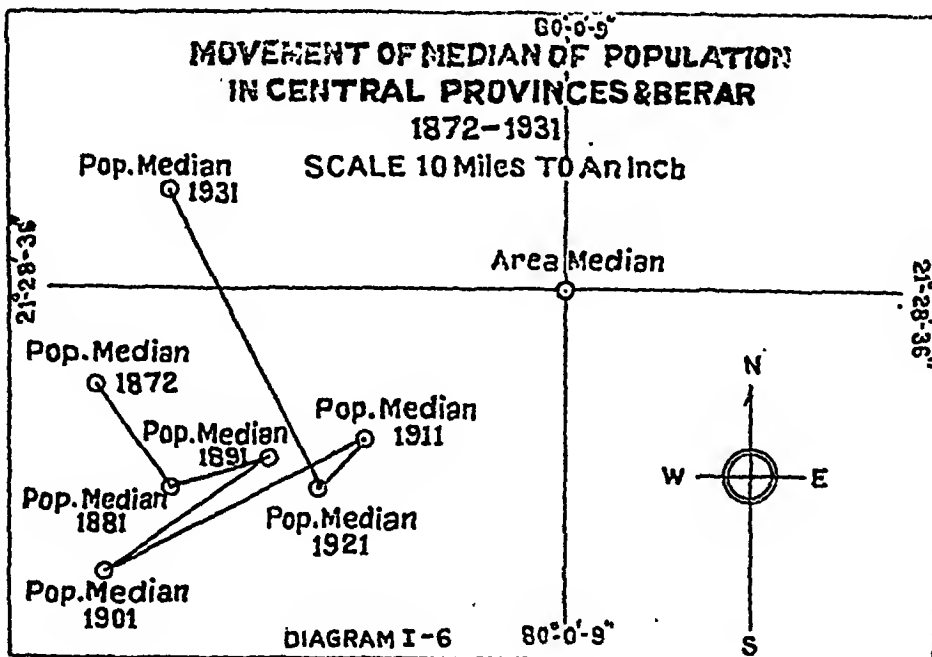 80°-0'-9"
MOVEMENT OF MEDIAN OF POPULATION
IN CENTRAL PROVINCES & BERAR
1872-1931
SCALE 10 Miles TO An Inch
Pop. Median
1931
21°-28'-36"
Area Median
21°-28'-36"
Pop. Median
1872
Pop. Median
1911
Pop. Median
1891
Pop. Median
1881
Pop. Median
1921
Pop. Median
1901
N
W
E
S
DIAGRAM I-6
80°-0'-9"